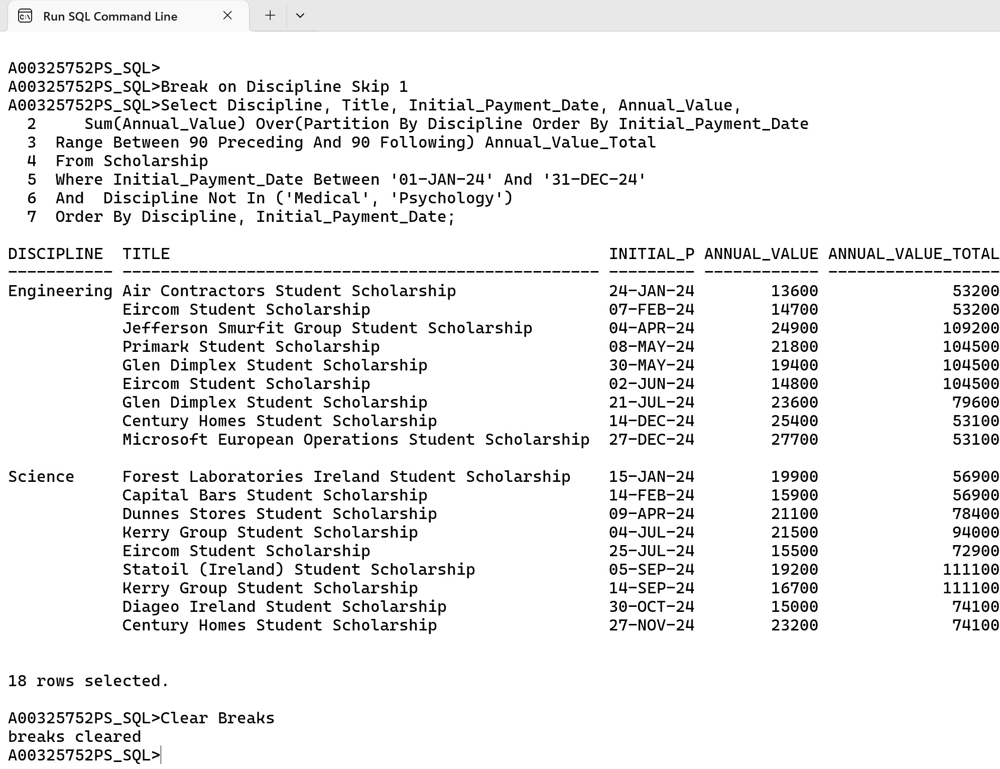 Run SQL Command Line
A00325752PS_SQL>
A00325752PS_SQL>Break on Discipline Skip 1
A00325752PS_SQL>Select Discipline, Title, Initial_Payment_Date, Annual_Value,
  2     Sum(Annual_Value) Over(Partition By Discipline Order By Initial_Payment_Date
  3  Range Between 90 Preceding And 90 Following) Annual_Value_Total
  4  From Scholarship
  5  Where Initial_Payment_Date Between '01-JAN-24' And '31-DEC-24'
  6  And  Discipline Not In ('Medical', 'Psychology')
  7  Order By Discipline, Initial_Payment_Date;
DISCIPLINE  TITLE                                              INITIAL_P ANNUAL_VALUE ANNUAL_VALUE_TOTAL
----------- -------------------------------------------------- --------- ------------ ------------------
Engineering Air Contractors Student Scholarship                24-JAN-24        13600              53200
            Eircom Student Scholarship                         07-FEB-24        14700              53200
            Jefferson Smurfit Group Student Scholarship        04-APR-24        24900             109200
            Primark Student Scholarship                        08-MAY-24        21800             104500
            Glen Dimplex Student Scholarship                   30-MAY-24        19400             104500
            Eircom Student Scholarship                         02-JUN-24        14800             104500
            Glen Dimplex Student Scholarship                   21-JUL-24        23600              79600
            Century Homes Student Scholarship                  14-DEC-24        25400              53100
            Microsoft European Operations Student Scholarship  27-DEC-24        27700              53100
Science     Forest Laboratories Ireland Student Scholarship    15-JAN-24        19900              56900
            Capital Bars Student Scholarship                   14-FEB-24        15900              56900
            Dunnes Stores Student Scholarship                  09-APR-24        21100              78400
            Kerry Group Student Scholarship                    04-JUL-24        21500              94000
            Eircom Student Scholarship                         25-JUL-24        15500              72900
            Statoil (Ireland) Student Scholarship              05-SEP-24        19200             111100
            Kerry Group Student Scholarship                    14-SEP-24        16700             111100
            Diageo Ireland Student Scholarship                 30-OCT-24        15000              74100
            Century Homes Student Scholarship                  27-NOV-24        23200              74100
18 rows selected.
A00325752PS_SQL>Clear Breaks
breaks cleared
A00325752PS_SQL>